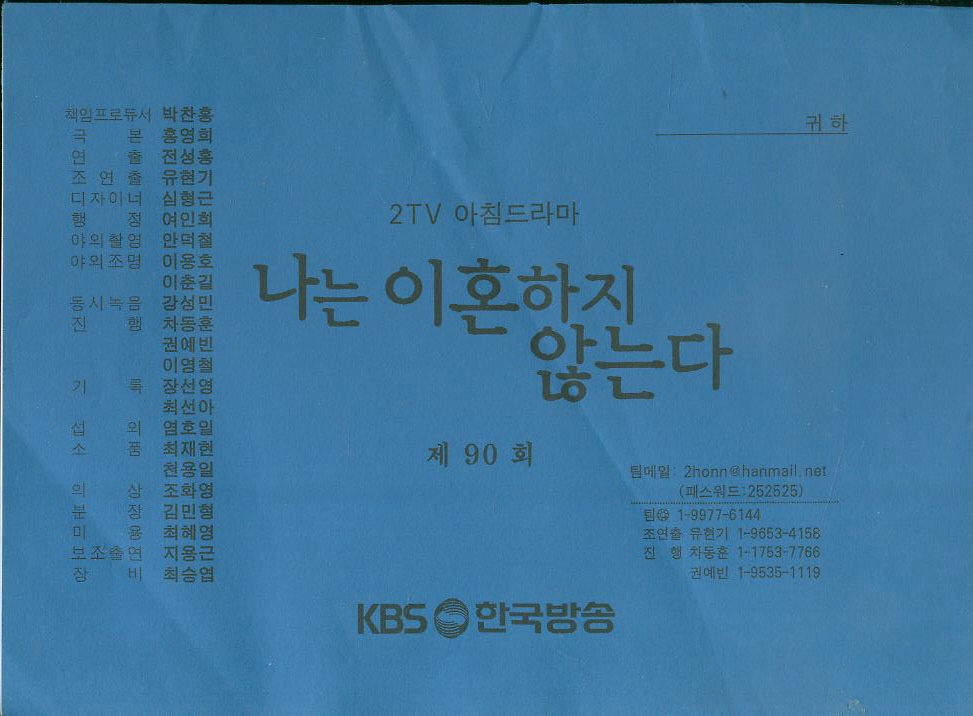 귀 하
책임프로듀서 박찬홍
극 본 홍영희
연 출 전성홍
조 연 출 유현기
디 자 이 너 심형근
행 정 여인희
야 외 촬 영 안덕철
야 외 조 명 이용호
이춘길
동 시 녹 음 강성민
진 행 차동훈
권예빈
이영철
기 록 장선영
최선아
섭 외 염호일
소 품 최재현
천용일
의 상 조화영
분 장 김민형
미 용 최혜영
보 조 출 연 지용근
장 비 최승엽
2TV 아침드라마
나는 이혼하지
않는다
제 90 회
팀메일: 2honn@hanmail.net
(패스워드:252525)
팀☎ 1-9977-6144
조연출 유현기 1-9653-4158
진 행 차동훈 1-1753-7766
권예빈 1-9535-1119
KBS 한국방송